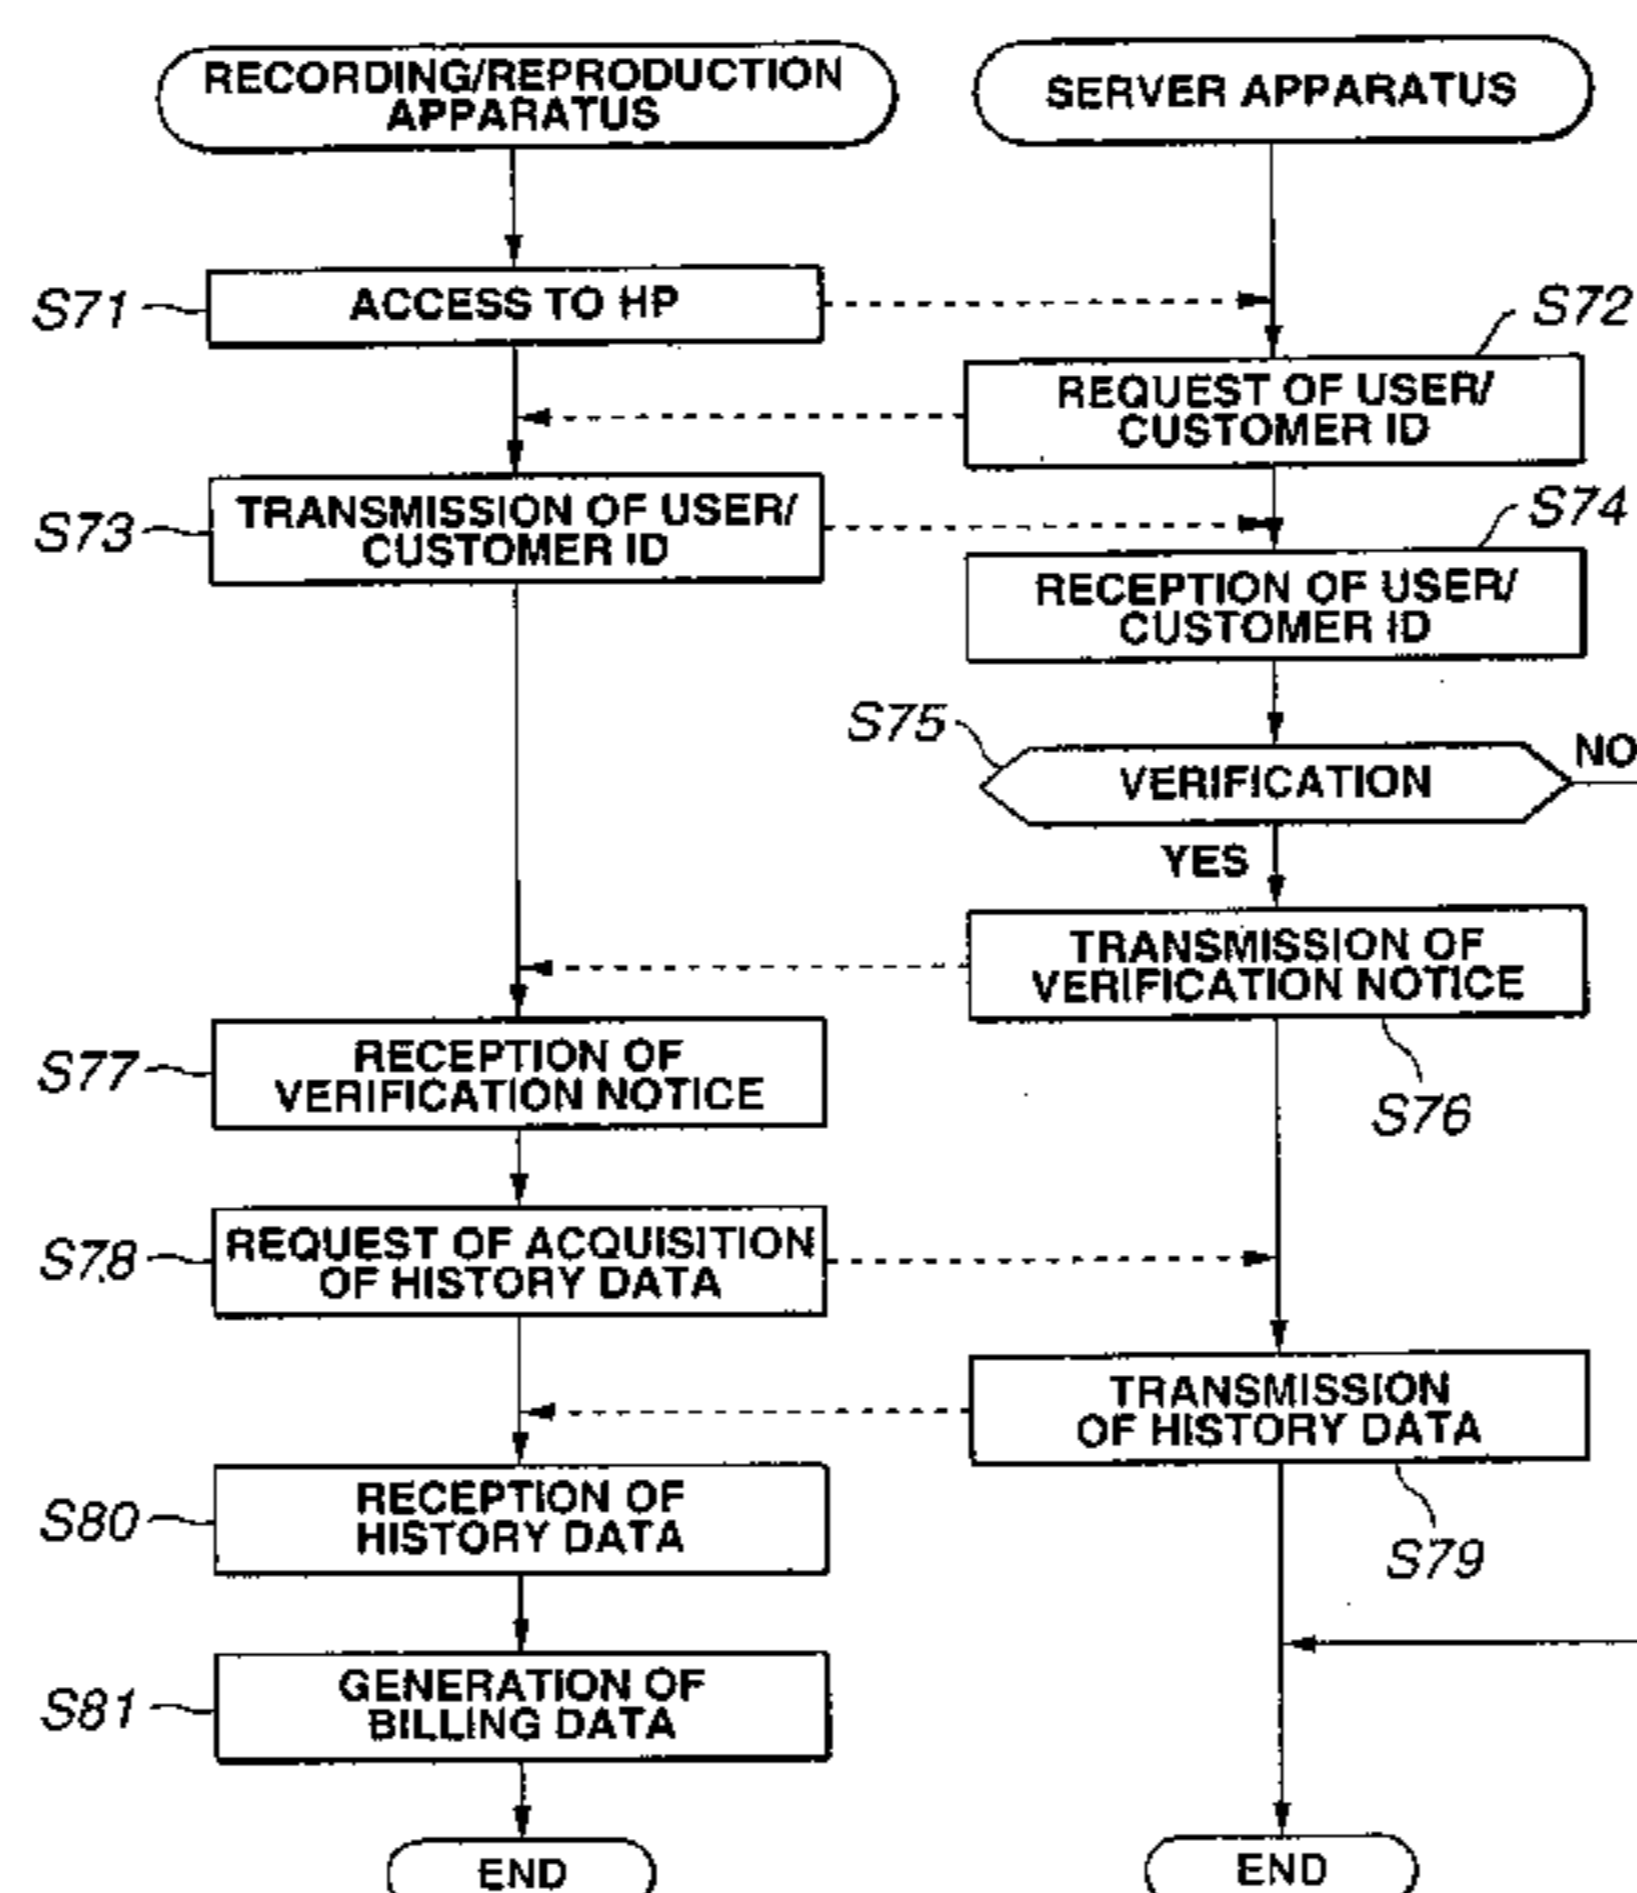 RECORDING/REPRODUCTION
APPARATUS
SERVER APPARATUS
S71
ACCESS TO HP
S72
REQUEST OF USER/
CUSTOMER ID
S73
TRANSMISSION OF USER/
CUSTOMER ID
S74
RECEPTION OF USER/
CUSTOMER ID
S75
VERIFICATION
NO
YES
TRANSMISSION OF
VERIFICATION NOTICE
S76
S77
RECEPTION OF
VERIFICATION NOTICE
S78
REQUEST OF ACQUISITION
OF HISTORY DATA
TRANSMISSION
OF HISTORY DATA
S79
S80
RECEPTION OF
HISTORY DATA
S81
GENERATION OF
BILLING DATA
END
END